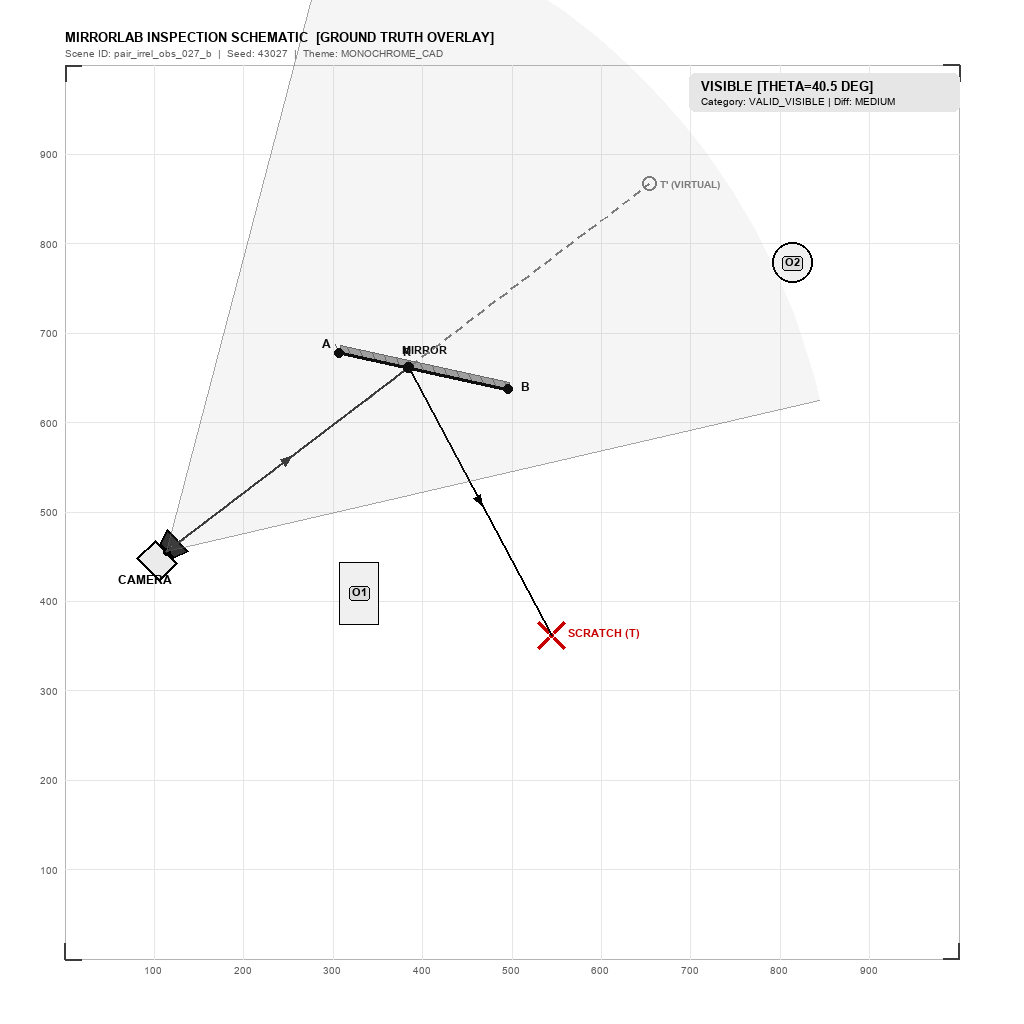 MIRRORLAB INSPECTION SCHEMATIC [GROUND TRUTH OVERLAY]
Scene ID: pair_irrel_obs_027_b | Seed: 43027 | Theme: MONOCHROME_CAD
VISIBLE [THETA=40.5 DEG]
Category: VALID_VISIBLE | Diff: MEDIUM
900
T' (VIRTUAL)
800
O2
700
A
MIRROR
B
600
500
CAMERA
O1
400
SCRATCH (T)
300
200
100
100 200 300 400 500 600 700 800 900